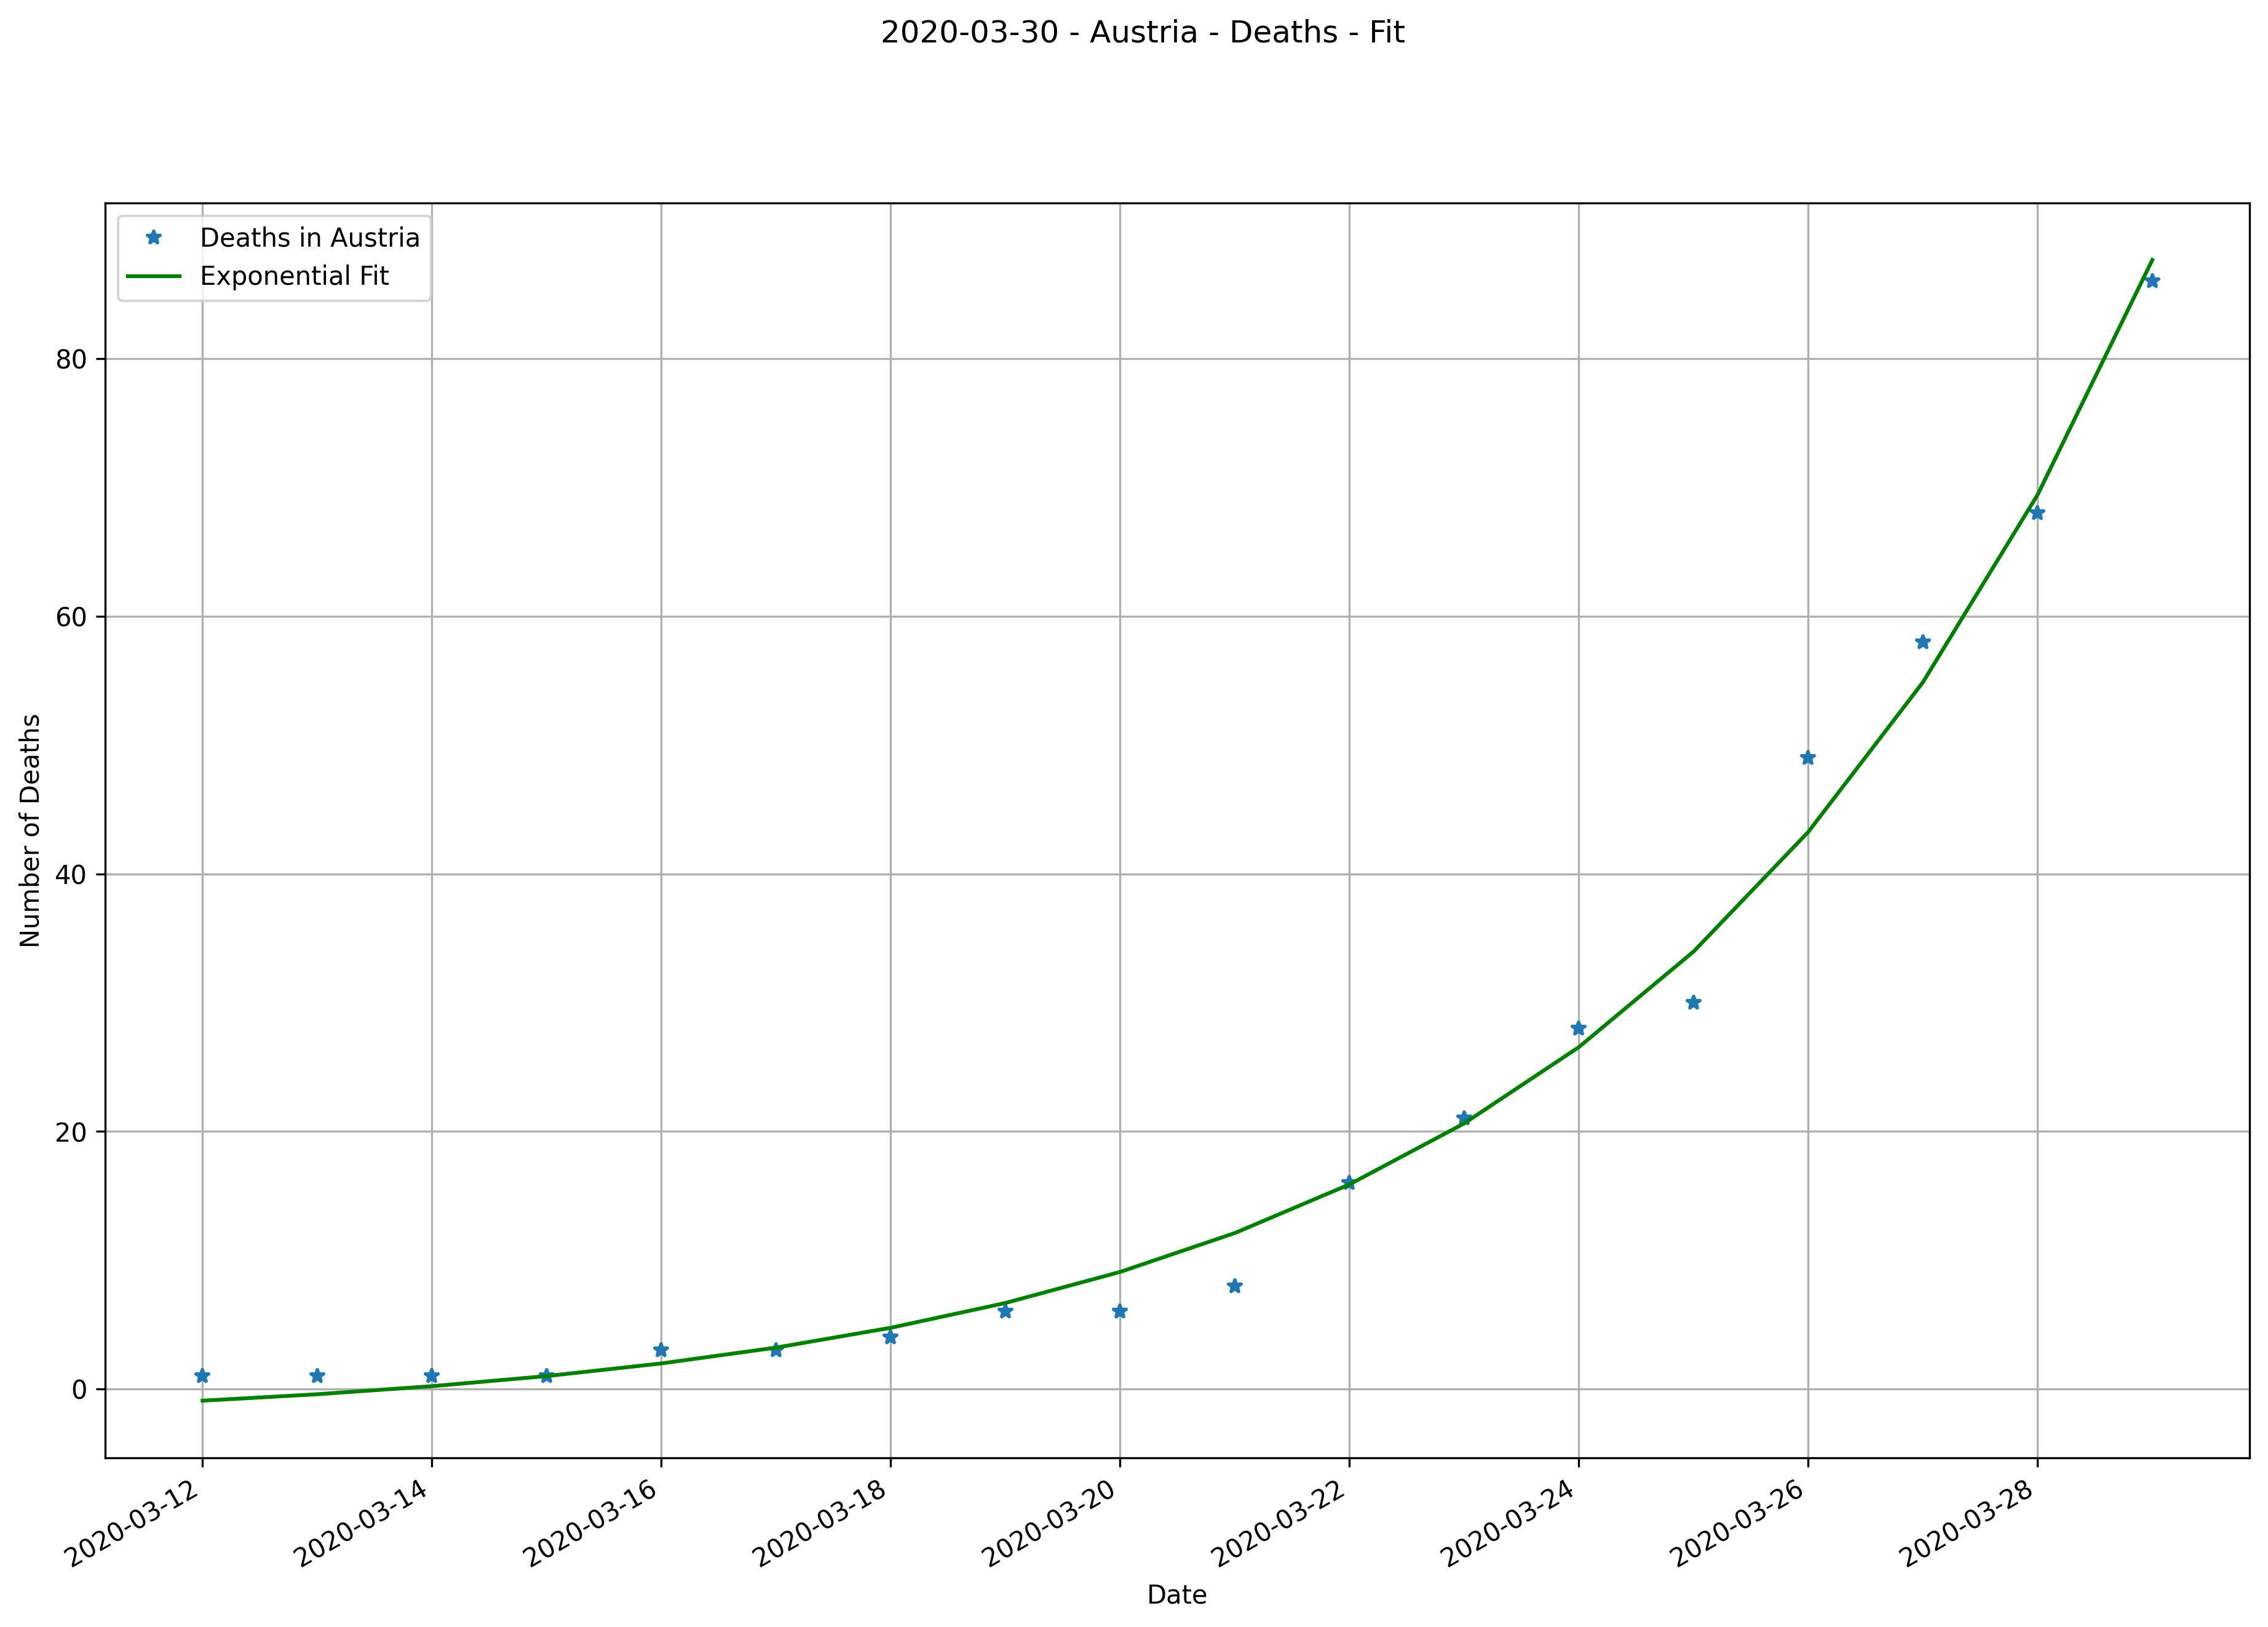 2020-03-30 - Austria - Deaths - Fit
Deaths in Austria
Exponential Fit
80
60
40
20
0
Number of Deaths
2020-03-12
2020-03-14
2020-03-16
2020-03-18
2020-03-20
2020-03-22
2020-03-24
2020-03-26
2020-03-28
Date